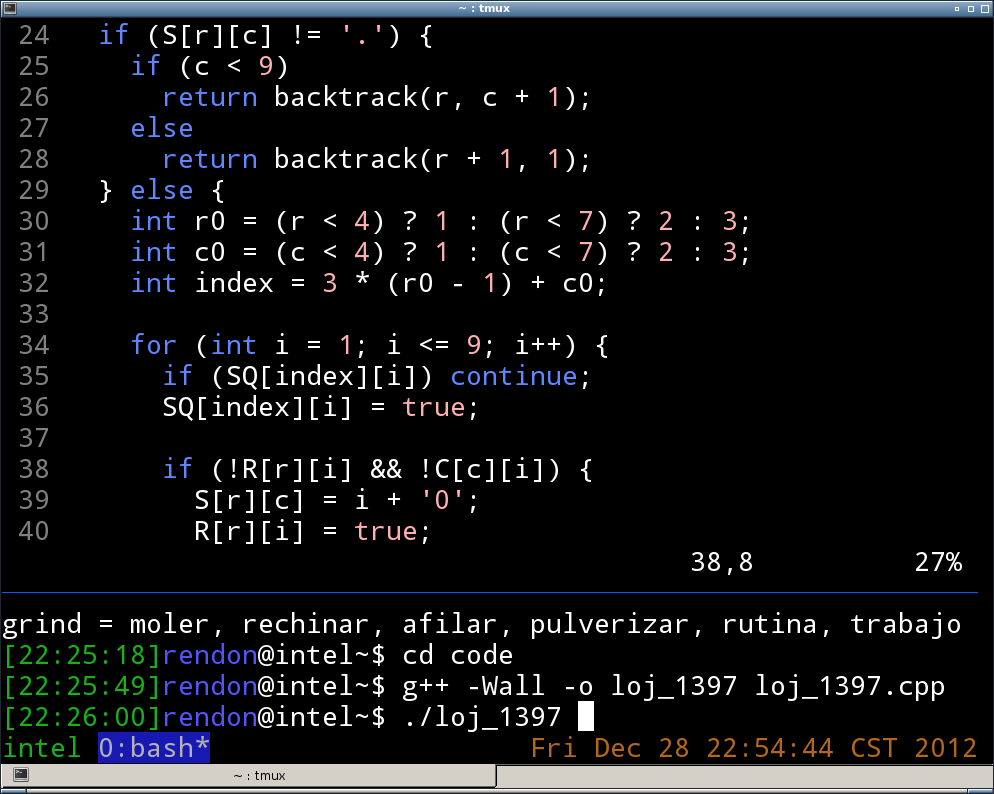 ~ : tmux
24 if (S[r][c] != '.') {
25 if (c < 9)
26 return backtrack(r, c + 1);
27 else
28 return backtrack(r + 1, 1);
29 } else {
30 int r0 = (r < 4) ? 1 : (r < 7) ? 2 : 3;
31 int c0 = (c < 4) ? 1 : (c < 7) ? 2 : 3;
32 int index = 3 * (r0 - 1) + c0;
33
34 for (int i = 1; i <= 9; i++) {
35 if (SQ[index][i]) continue;
36 SQ[index][i] = true;
37
38 if (!R[r][i] && !C[c][i]) {
39 S[r][c] = i + '0';
40 R[r][i] = true;
38,8 27%
grind = moler, rechinar, afilar, pulverizar, rutina, trabajo
[22:25:18]rendon@intel~$ cd code
[22:25:49]rendon@intel~$ g++ -Wall -o loj_1397 loj_1397.cpp
[22:26:00]rendon@intel~$ ./loj_1397
intel 0:bash* Fri Dec 28 22:54:44 CST 2012
~ : tmux